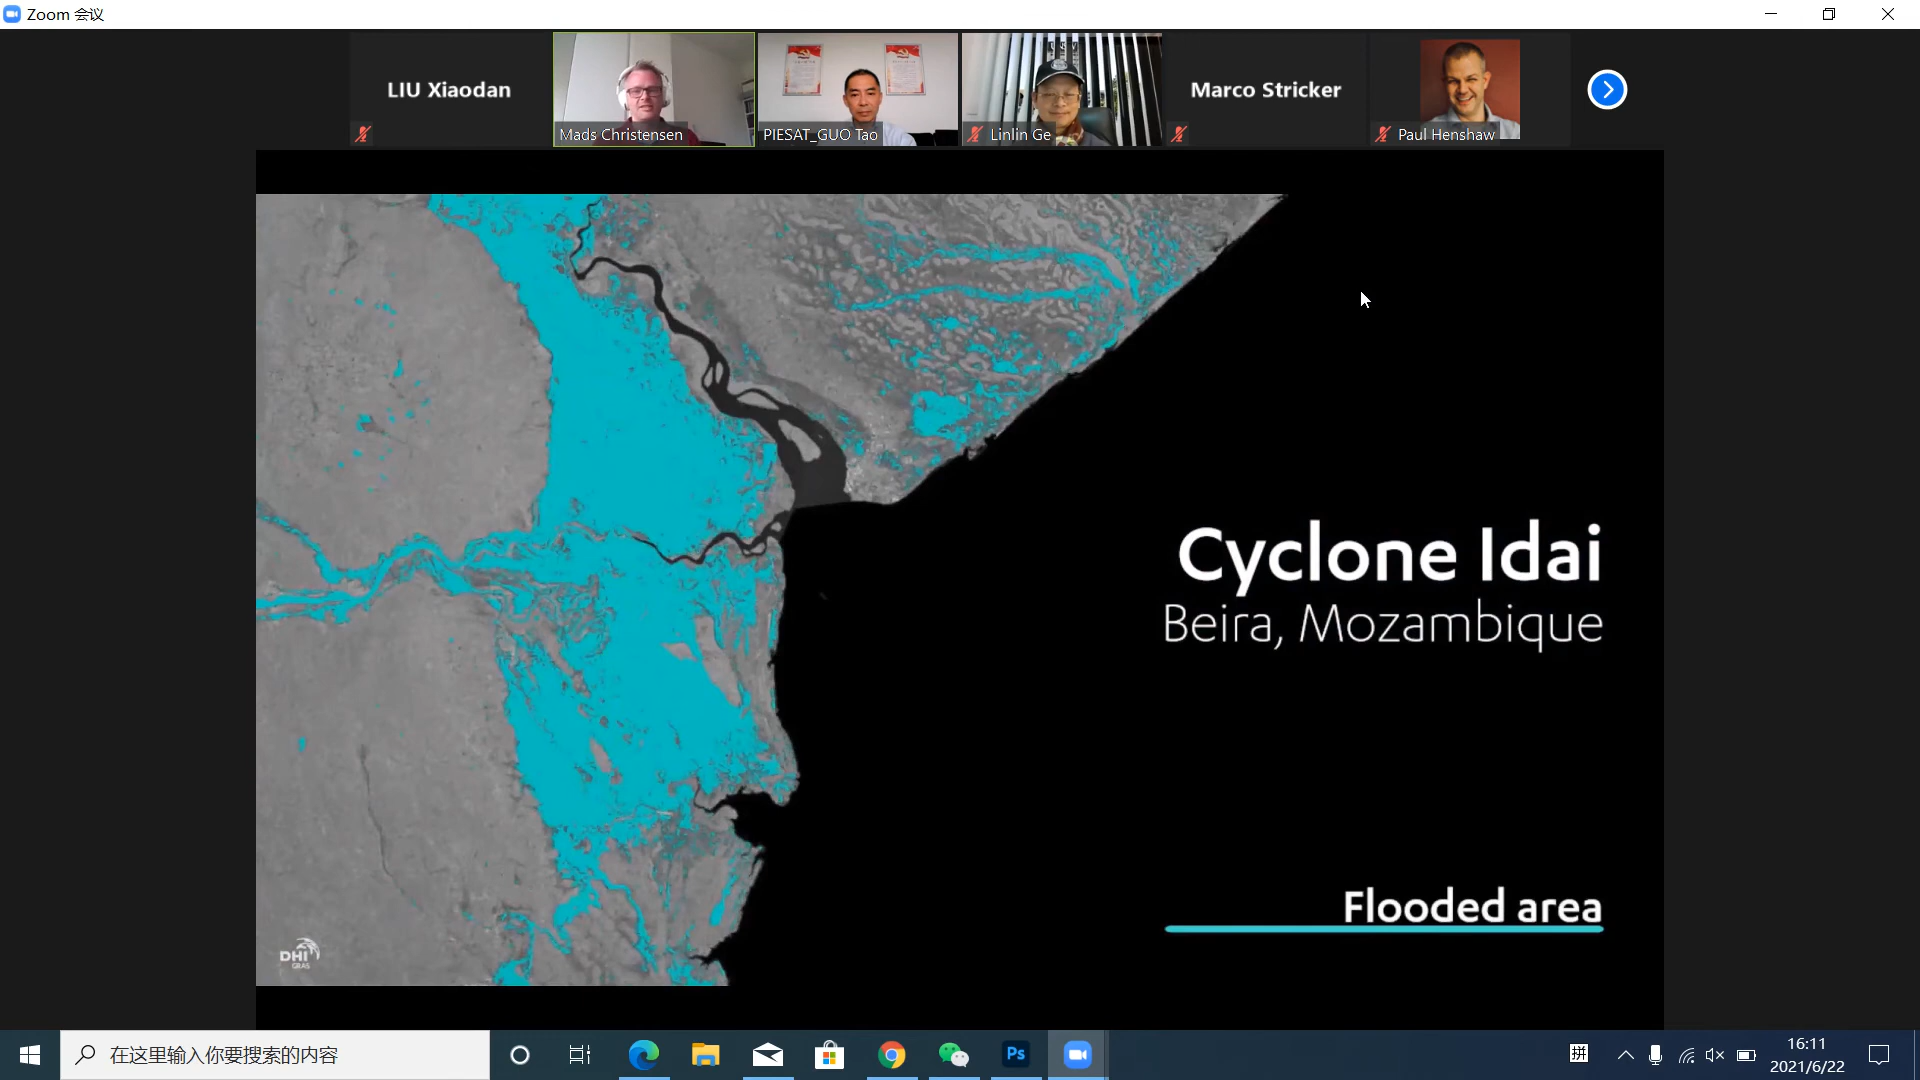 Zoom 会议
LIU Xiaodan
Mads Christensen
PIESAT_GUO Tao
Linlin Ge
Marco Stricker
Paul Henshaw
Cyclone Idai
Beira, Mozambique
Flooded area
DHI
GRAS
在这里输入你要搜索的内容
Ps
拼
16:11
2021/6/22